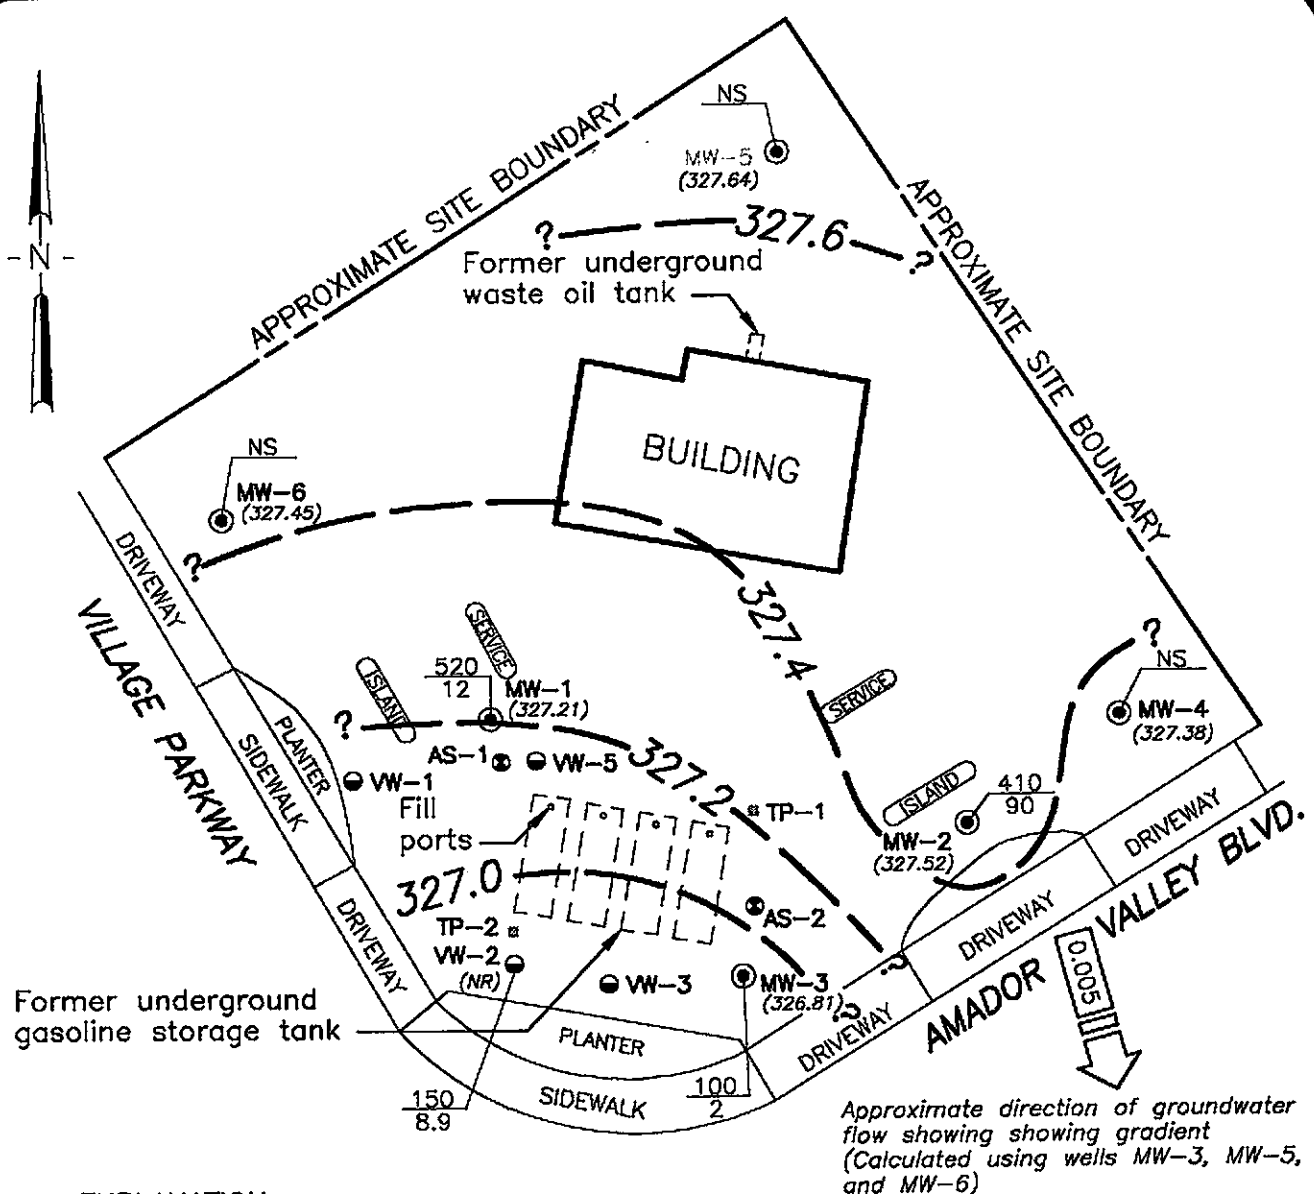 NS
MW-5
(327.64)
APPROXIMATE SITE BOUNDARY
APPROXIMATE SITE BOUNDARY
- N -
? 327.6 ?
Former underground
waste oil tank
BUILDING
NS
MW-6
(327.45)
?
DRIVEWAY
VILLAGE PARKWAY
327.4
SERVICE
ISLAND
520
12
MW-1
(327.21)
SERVICE
ISLAND
?
NS
MW-4
(327.38)
?
327.2
PLANTER
SIDEWALK
AS-1
VW-5
VW-1
Fill
ports
TP-1
410
90
MW-2
(327.52)
DRIVEWAY
327.0
AS-2
DRIVEWAY
TP-2
VW-2
(NR)
VW-3
MW-3
(326.81)
?
?
DRIVEWAY
DRIVEWAY
AMADOR VALLEY BLVD.
0.005
Former underground
gasoline storage tank
PLANTER
SIDEWALK
150
8.9
100
2
Approximate direction of groundwater
flow showing showing gradient
(Calculated using wells MW-3, MW-5,
and MW-6)